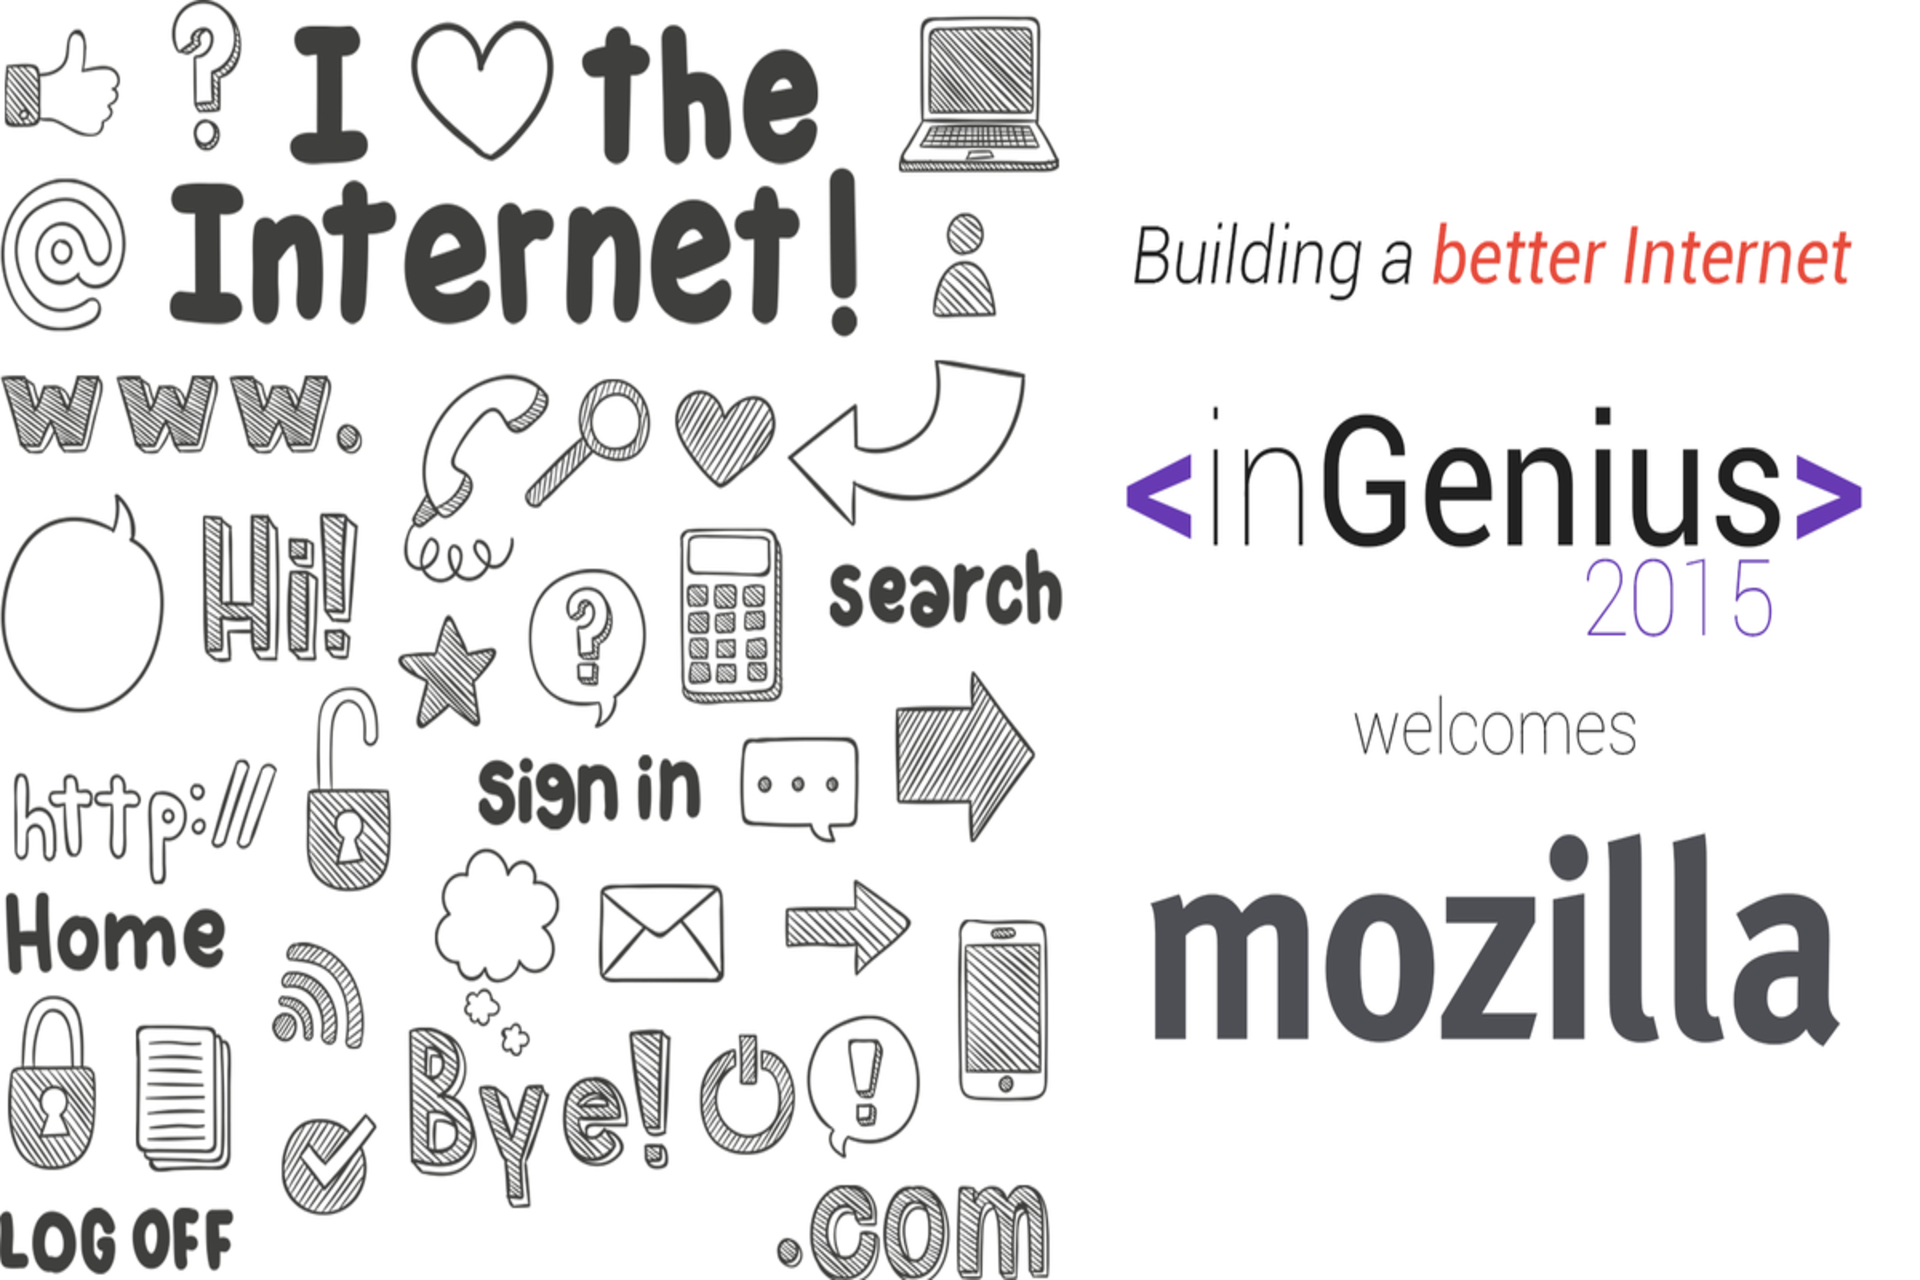 I the
Internet!
@
www.
Hi!
search
sign in
http://
Home
Bye!
LOG OFF
.com
Building a better Internet
<inGenius>
2015
welcomes
mozilla